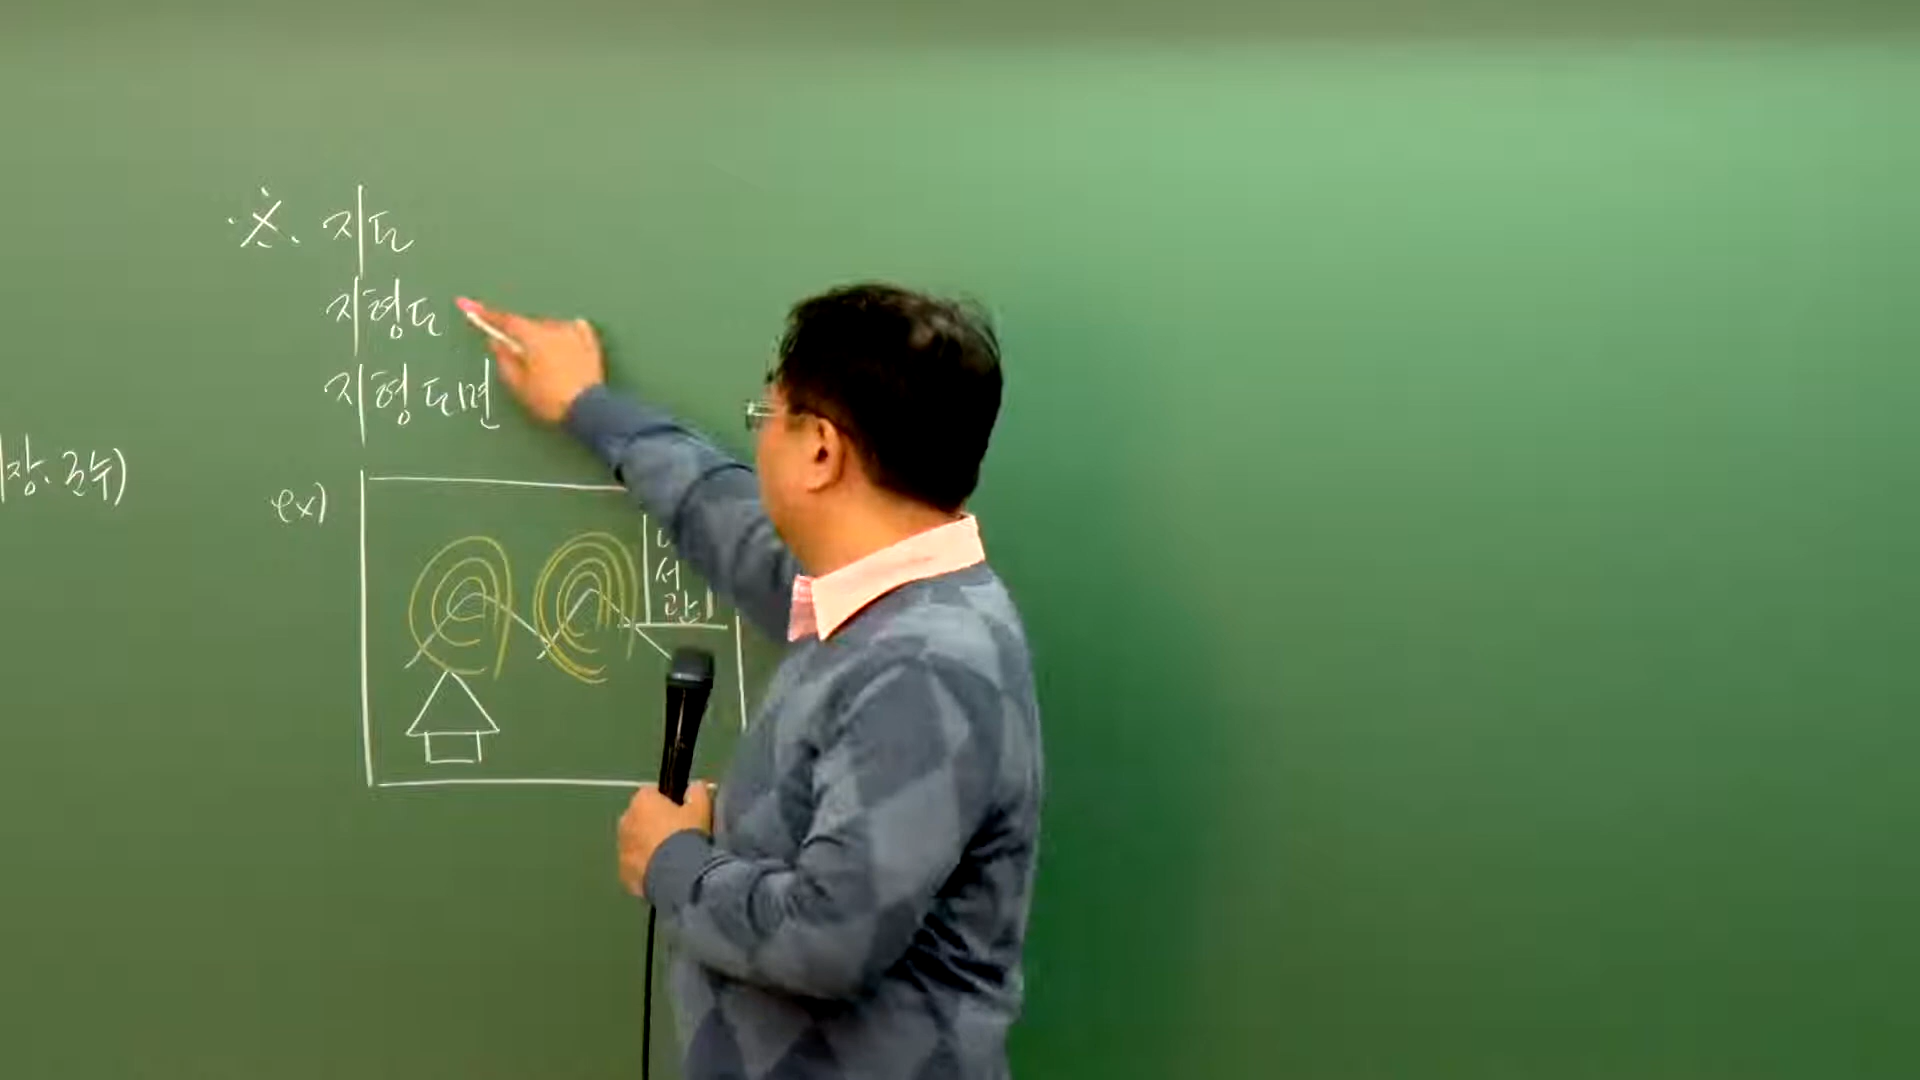 장·군수)
※. 지도
지형도
지형도면
ex)
서
란